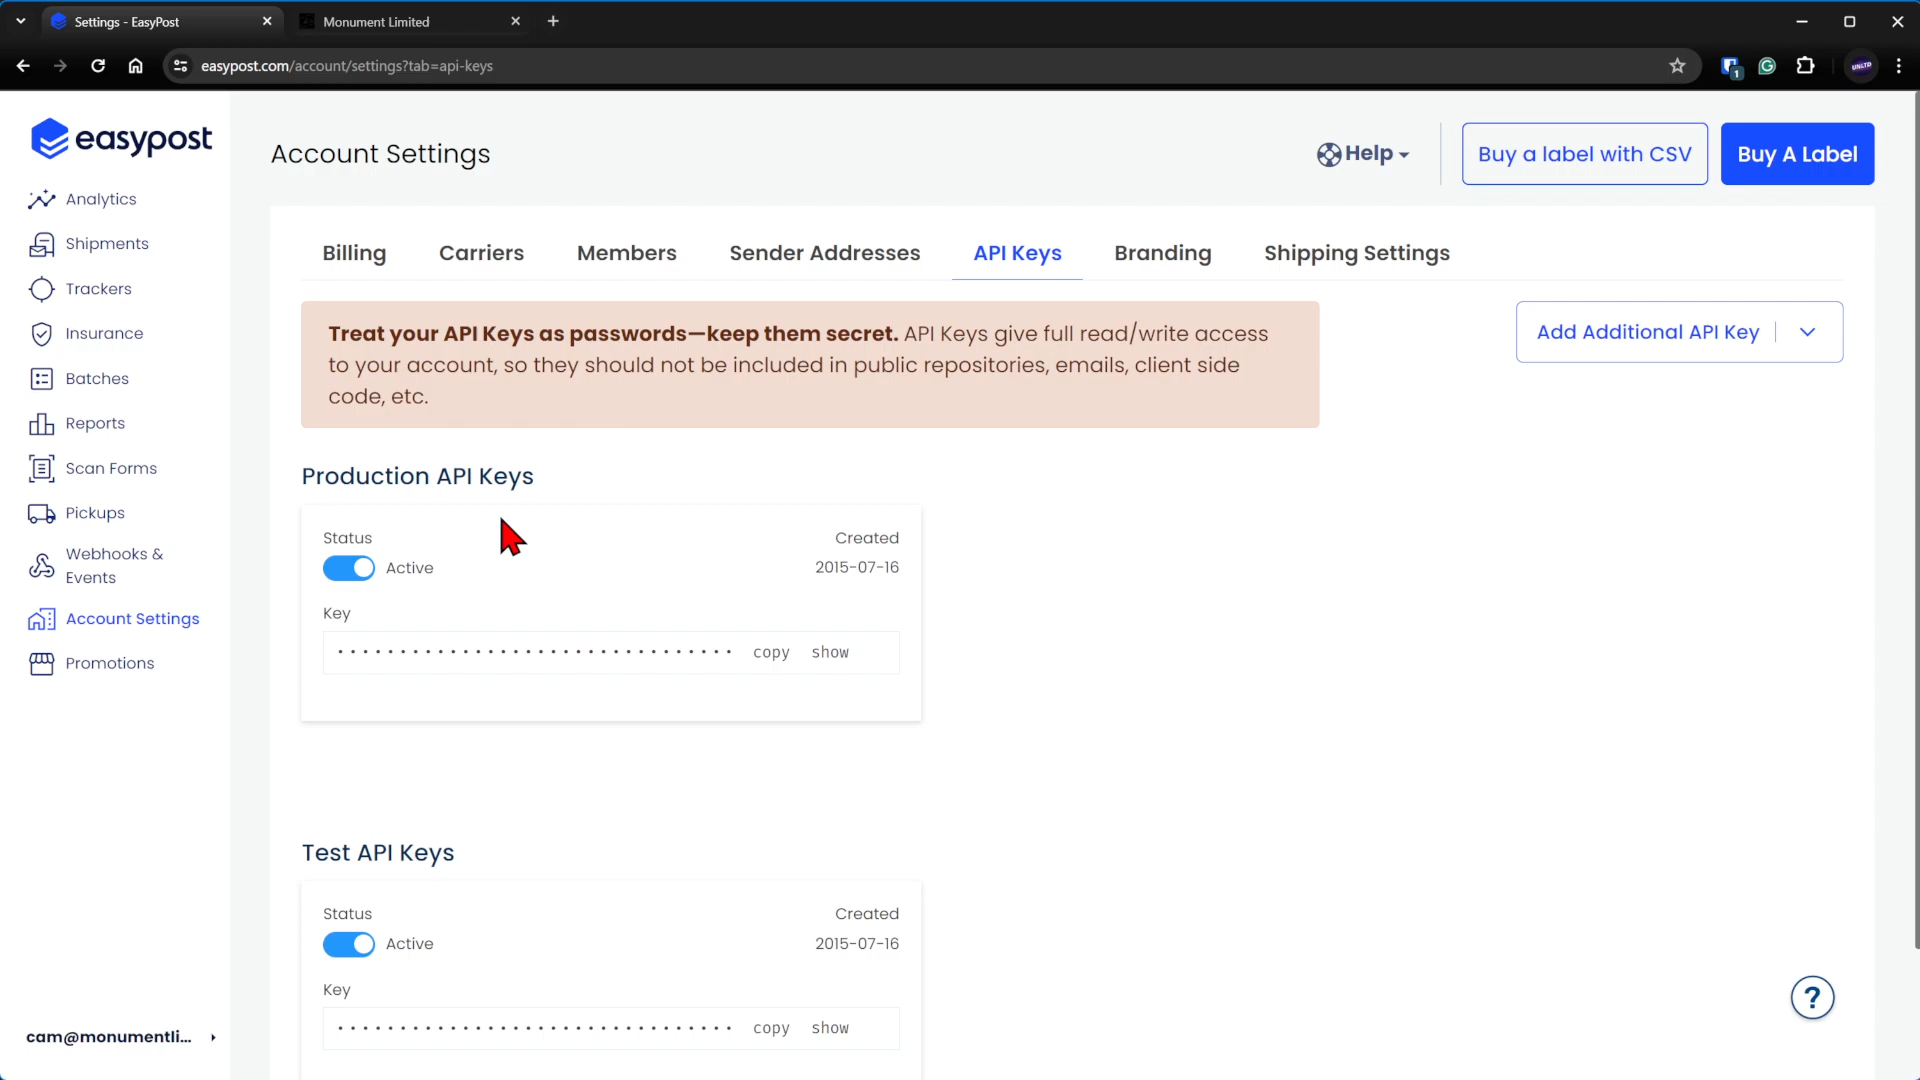 Settings - EasyPost
Monument Limited
easypost.com/account/settings?tab=api-keys
1
UNLTD
easypost
Account Settings
Help
Buy a label with CSV
Buy A Label
Analytics
Shipments
Trackers
Insurance
Batches
Reports
Scan Forms
Pickups
Webhooks &
Events
Account Settings
Promotions
cam@monumentli...
Billing
Carriers
Members
Sender Addresses
API Keys
Branding
Shipping Settings
Treat your API Keys as passwords—keep them secret. API Keys give full read/write access
to your account, so they should not be included in public repositories, emails, client side
code, etc.
Add Additional API Key
Production API Keys
Status
Created
Active
2015-07-16
Key
••••••••••••••••••••••••••••••••
copy
show
Test API Keys
Status
Created
Active
2015-07-16
Key
••••••••••••••••••••••••••••••••
copy
show
?